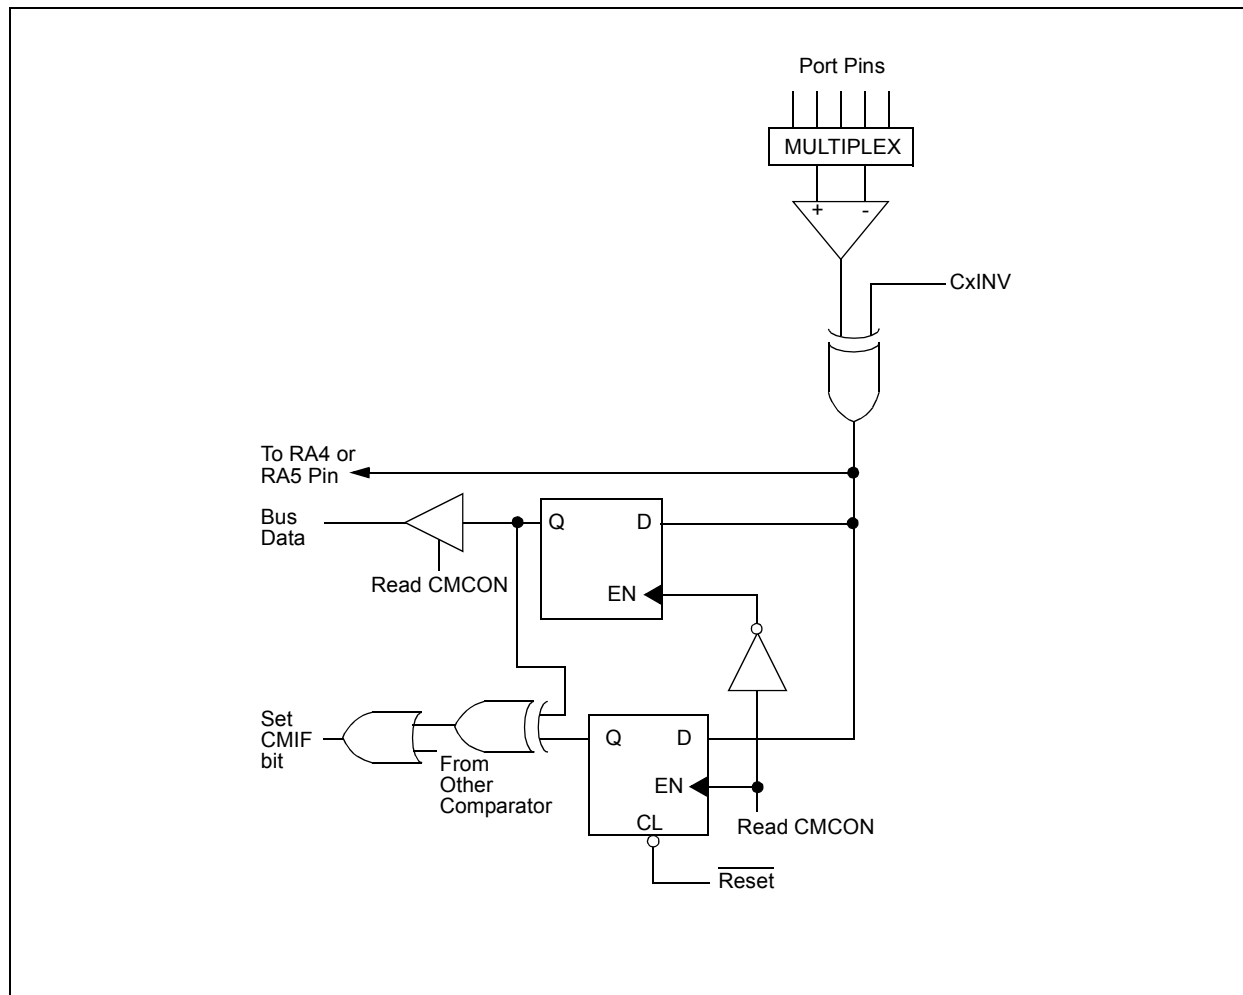 Port Pins
MULTIPLEX
+ -
CxINV
To RA4 or
RA5 Pin
Bus
Data
Q D
EN
Read CMCON
Set
CMIF
bit
From
Other
Comparator
Q D
EN
CL
Read CMCON
Reset